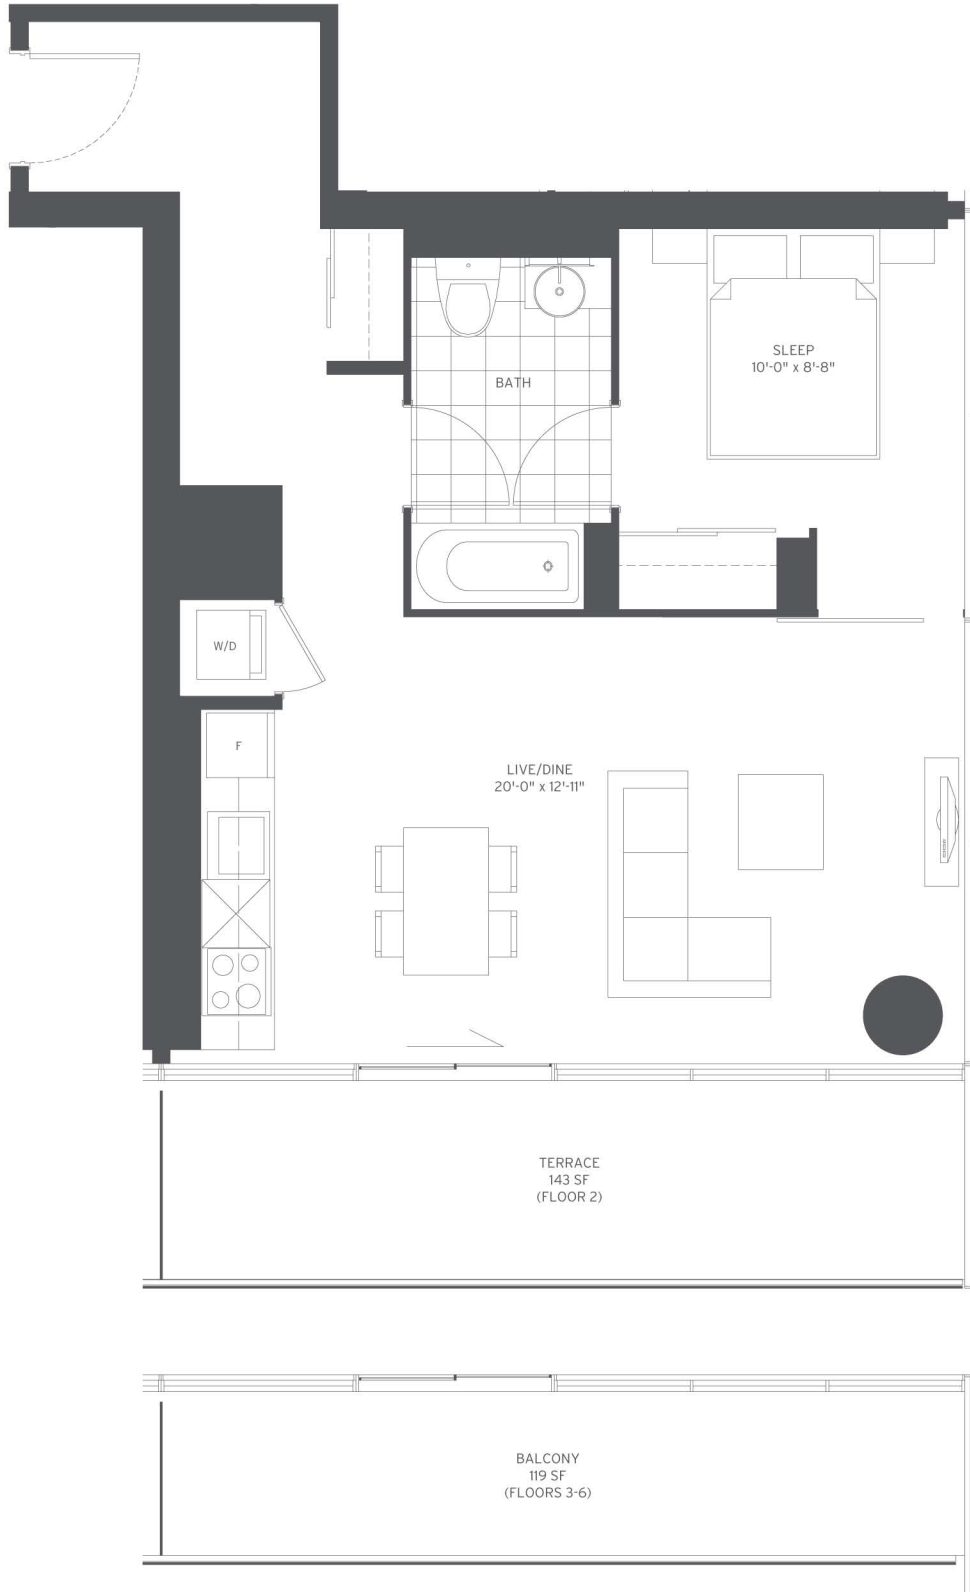 SLEEP
10'-0" x 8'-8"
BATH
W/D
F
LIVE/DINE
20'-0" x 12'-11"
TERRACE
143 SF
(FLOOR 2)
BALCONY
119 SF
(FLOORS 3-6)